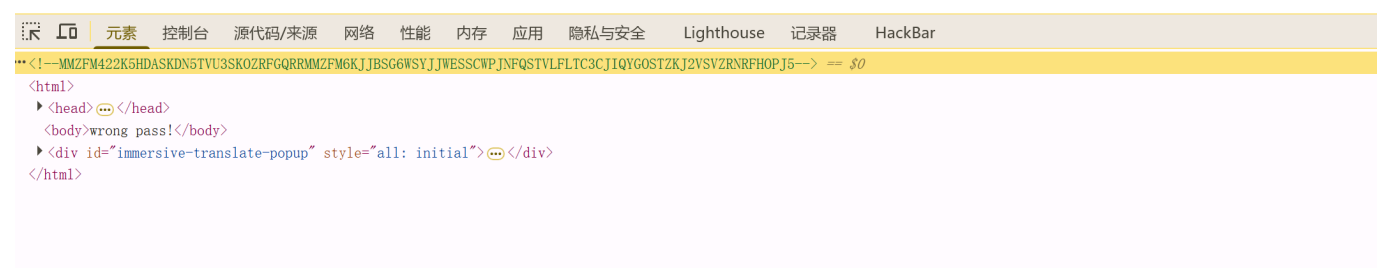 元素 控制台 源代码/来源 网络 性能 内存 应用 隐私与安全 Lighthouse 记录器 HackBar
<!--MMZFM422K5HDASKDN5TVU3SKOZRFGQRRMMZFM6KJJBSG6WSYJJWESSCWPJNFQSTVLFLTC3CJIQYGOSTZKJ2VSVZRNRFHOPJ5--> == $0
<html>
<head>…</head>
<body>wrong pass!</body>
<div id="immersive-translate-popup" style="all: initial">…</div>
</html>